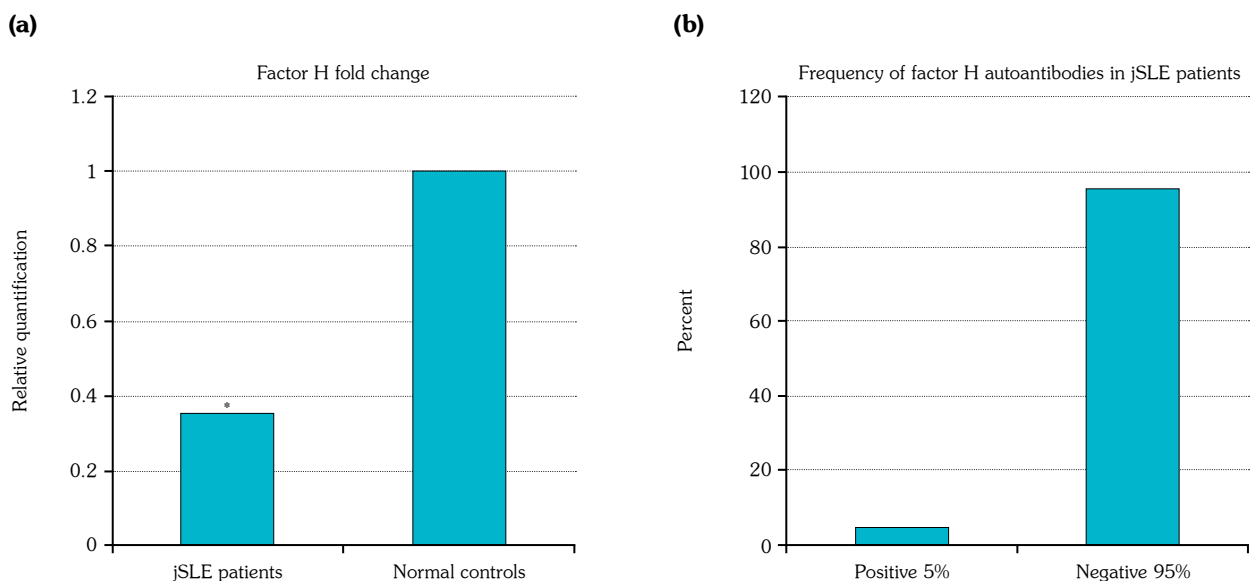 (a)
Factor H fold change
1.2
1
0.8
0.6
0.4
0.2
0
Relative quantification
*
jSLE patients
Normal controls
(b)
Frequency of factor H autoantibodies in jSLE patients
120
100
80
60
40
20
0
Percent
Positive 5%
Negative 95%